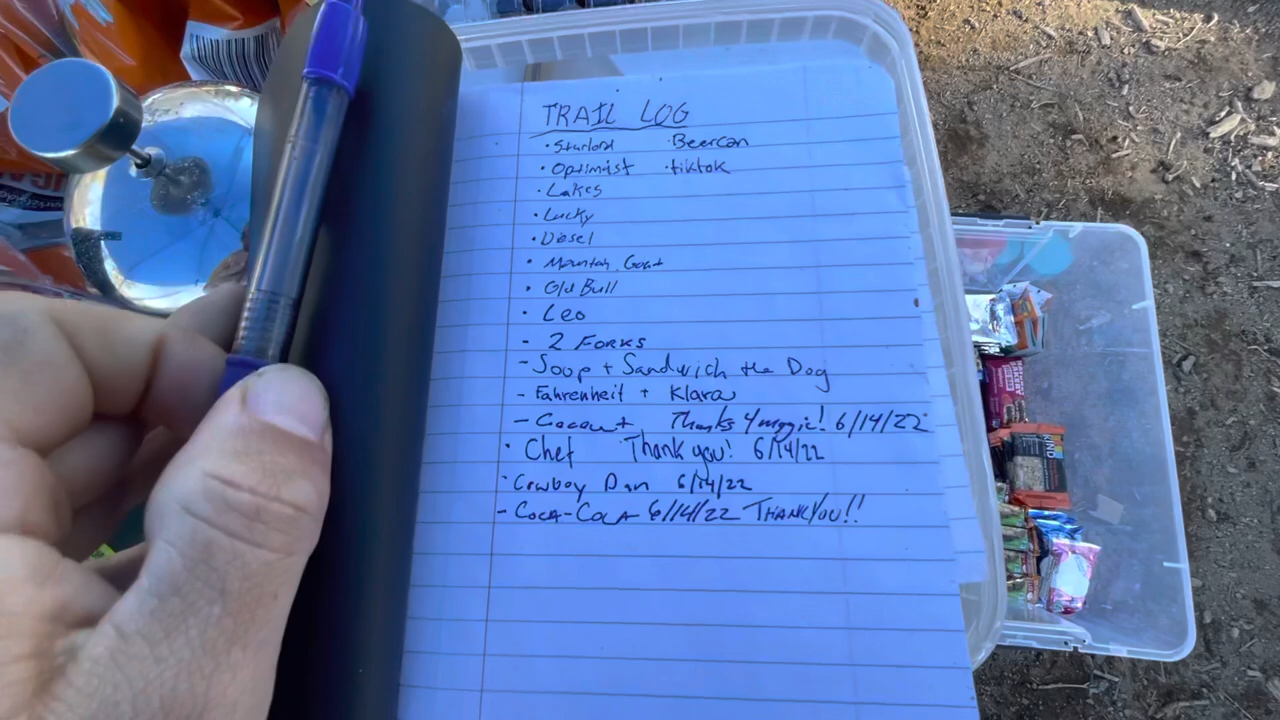 TRAIL LOG
· Starlord · Beercan
· Optimist · tiktok
· Lakes
· Lucky
· Diesel
· Mountain Goat
· Old Bull
· Leo
- 2 FORKS
- Soup + Sandwich the Dog
- Fahrenheit + Klara
- Coconut Thanks 4 magic! 6/14/22
· Chef · Thank you! 6/14/22
· Cowboy Dan 6/14/22
- COCA-COLA 6/14/22 THANK YOU!!
KIND